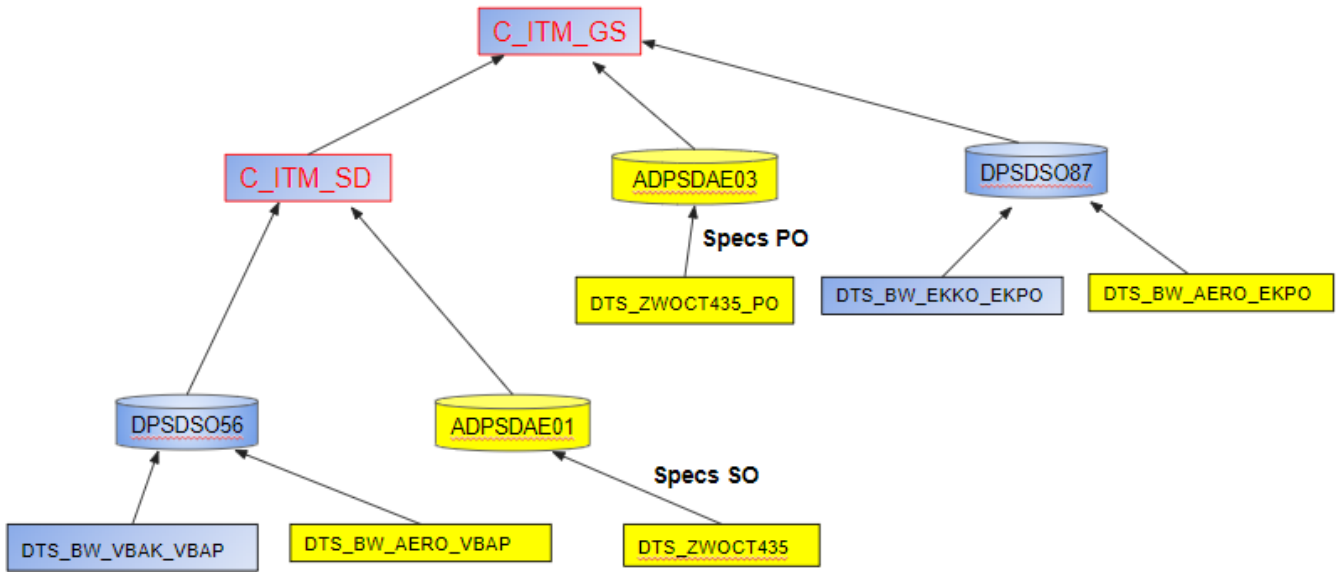 C_ITM_GS
C_ITM_SD
ADPSDAE03
DPSDSO87
Specs PO
DTS_ZWOCT435_PO
DTS_BW_EKKO_EKPO
DTS_BW_AERO_EKPO
DPSDSO56
ADPSDAE01
Specs SO
DTS_BW_VBAK_VBAP
DTS_BW_AERO_VBAP
DTS_ZWOCT435